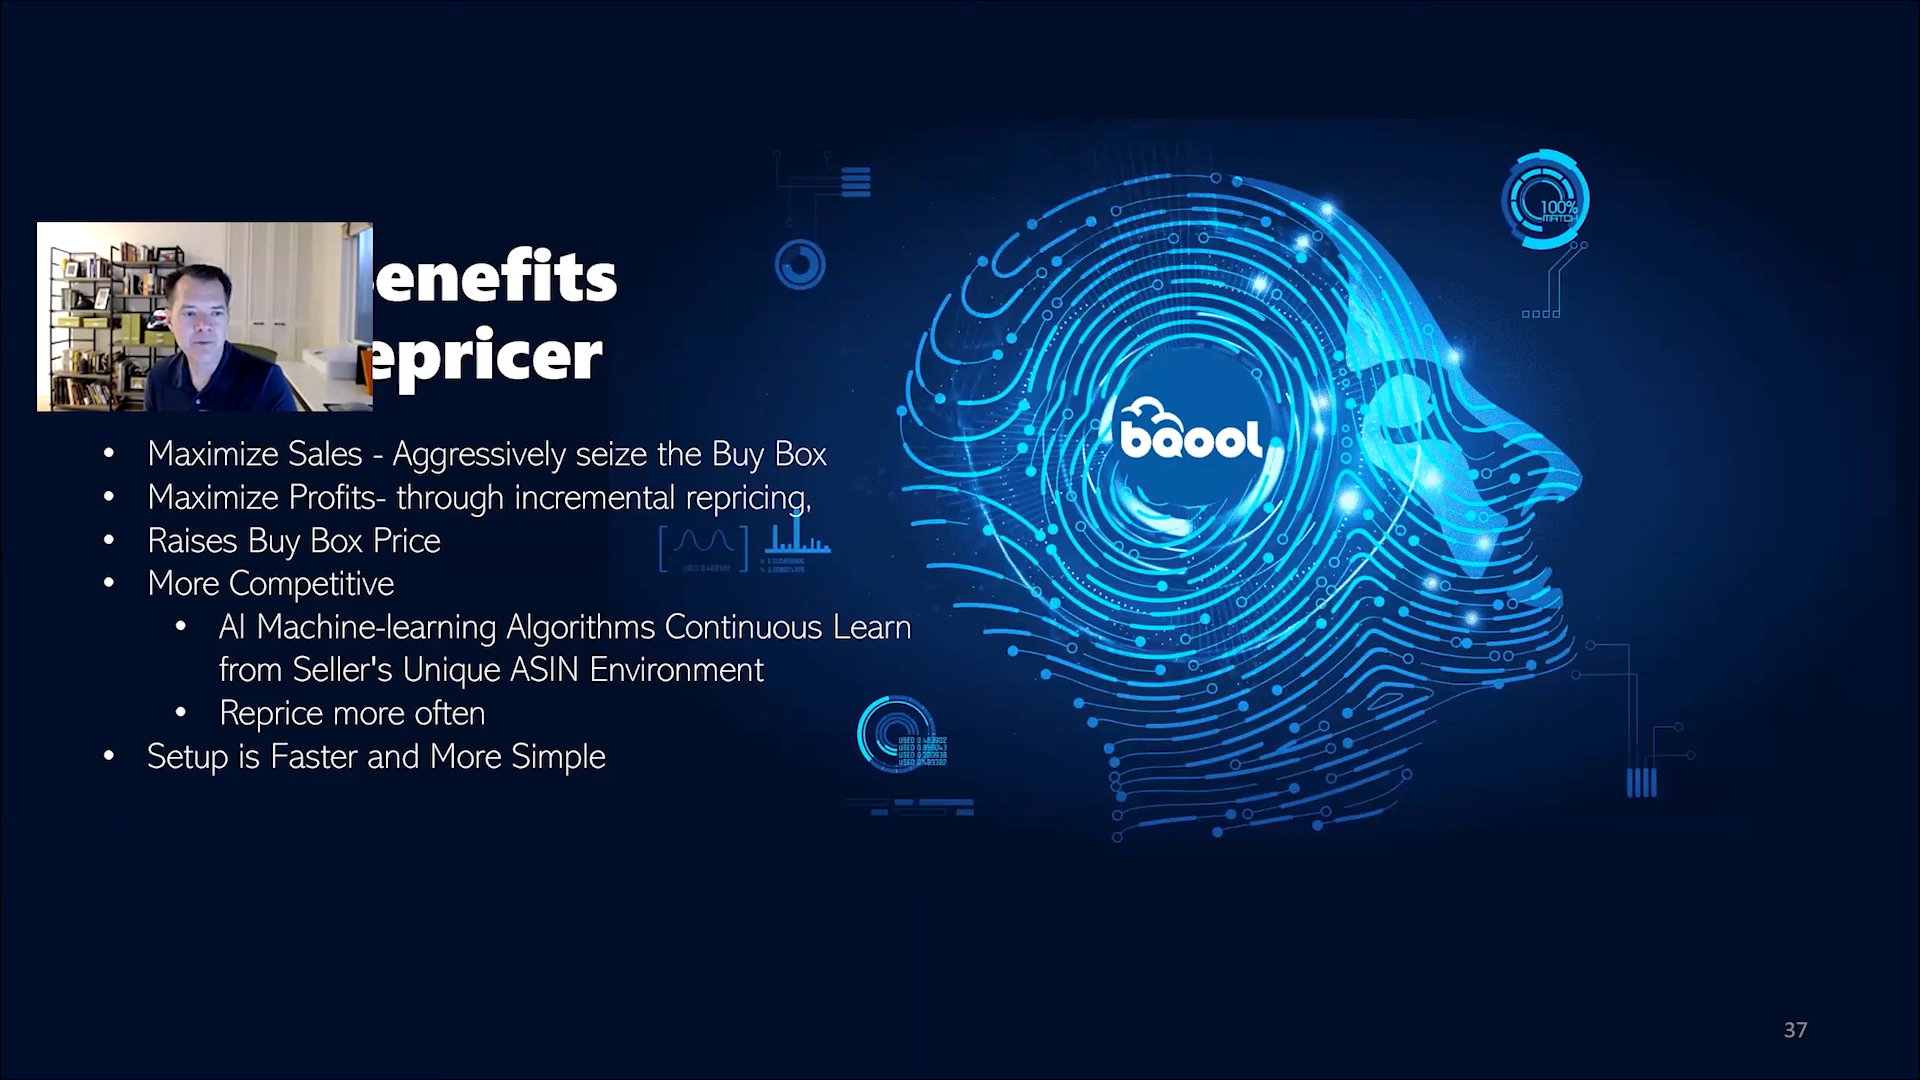 enefits
epricer
• Maximize Sales - Aggressively seize the Buy Box
• Maximize Profits- through incremental repricing,
• Raises Buy Box Price
• More Competitive
• AI Machine-learning Algorithms Continuous Learn
from Seller's Unique ASIN Environment
• Reprice more often
• Setup is Faster and More Simple
bqool
100%
MATCH
37